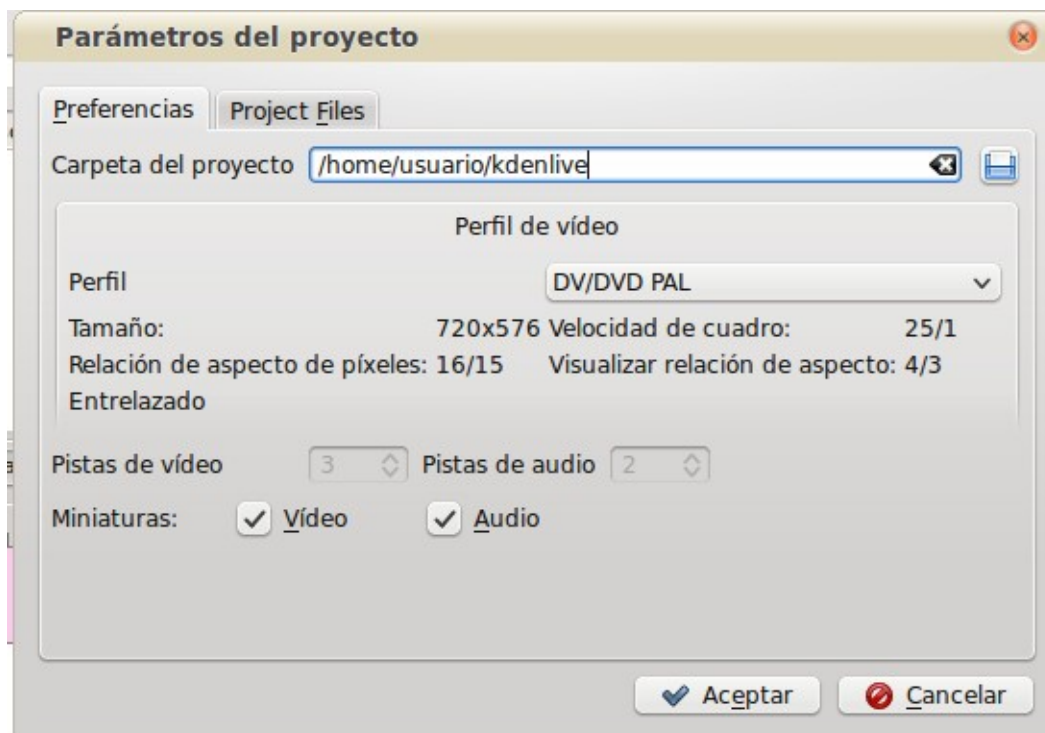 Parámetros del proyecto
Preferencias Project Files
Carpeta del proyecto /home/usuario/kdenlive
Perfil de vídeo
Perfil DV/DVD PAL
Tamaño: 720x576 Velocidad de cuadro: 25/1
Relación de aspecto de píxeles: 16/15 Visualizar relación de aspecto: 4/3
Entrelazado
Pistas de vídeo 3 Pistas de audio 2
Miniaturas: Vídeo Audio
Aceptar Cancelar